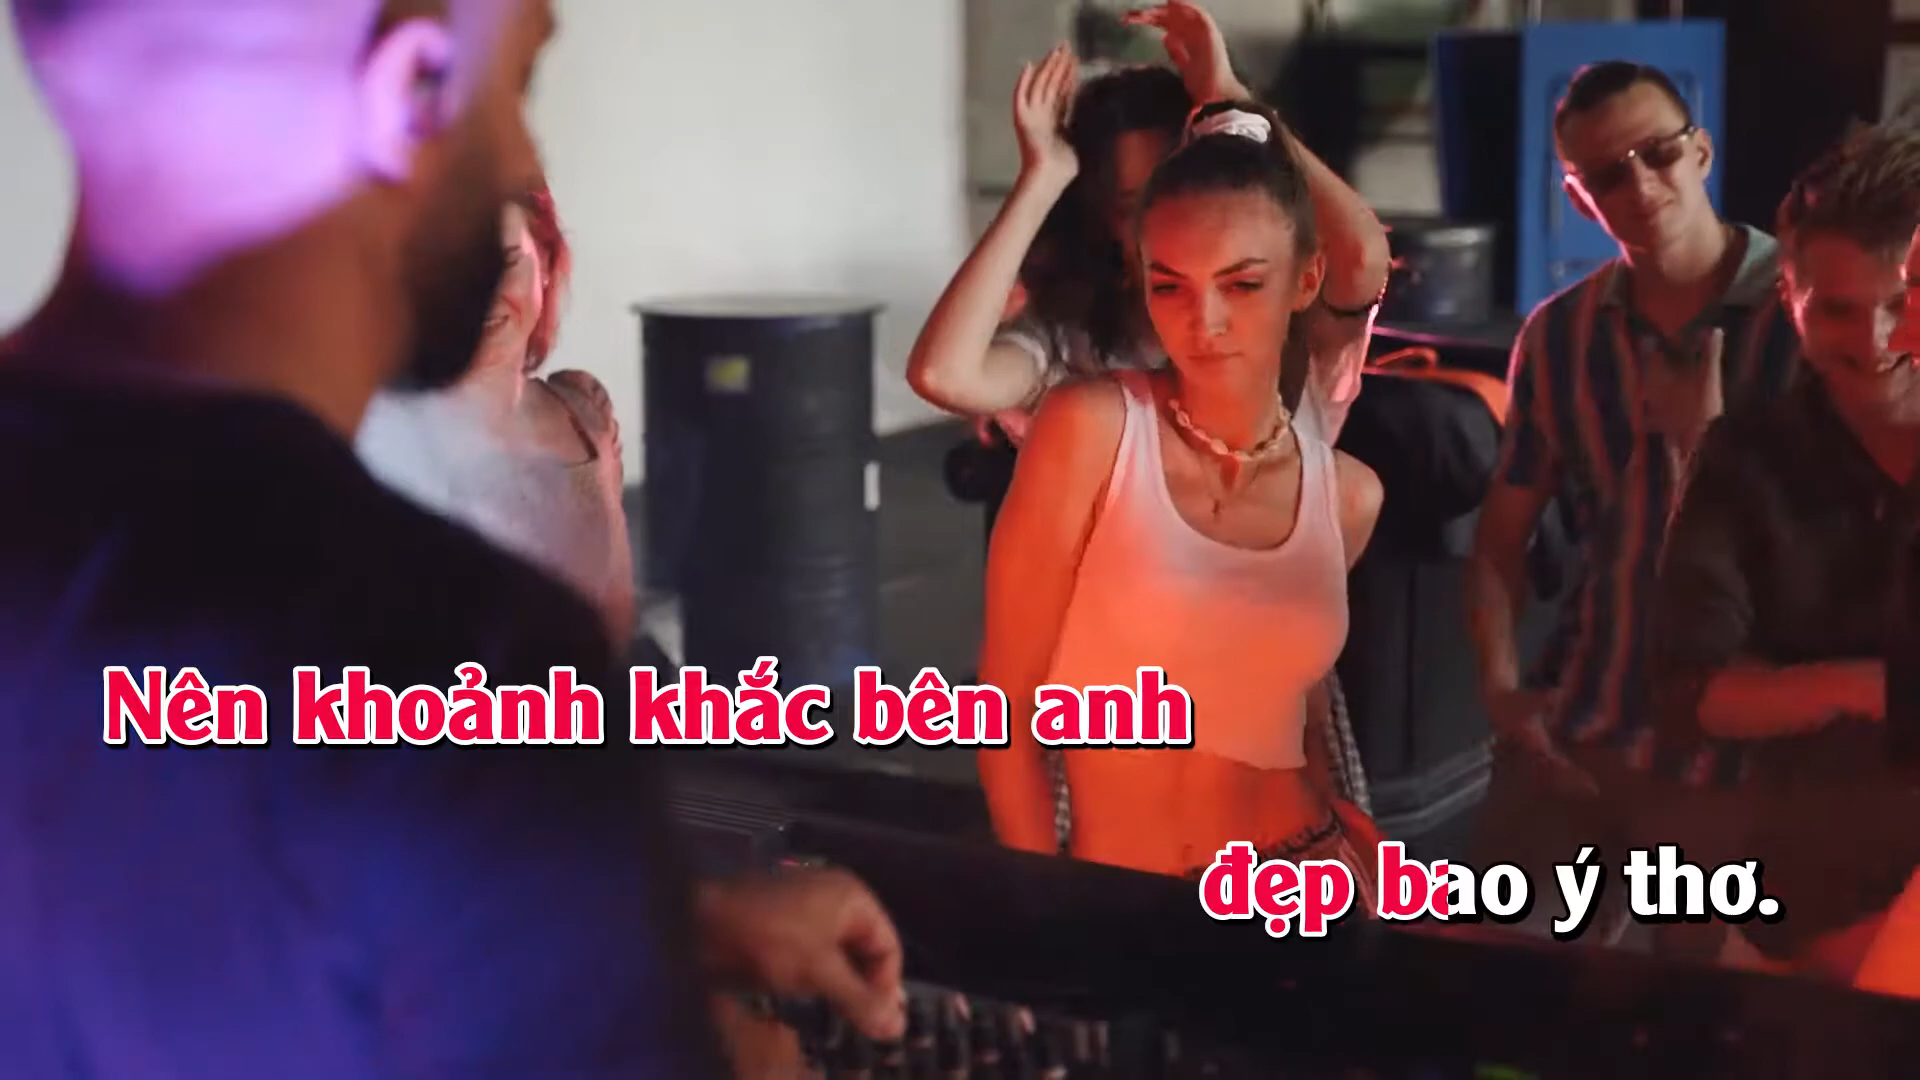 Nên khoảnh khắc bên anh
đẹp bao ý thơ.